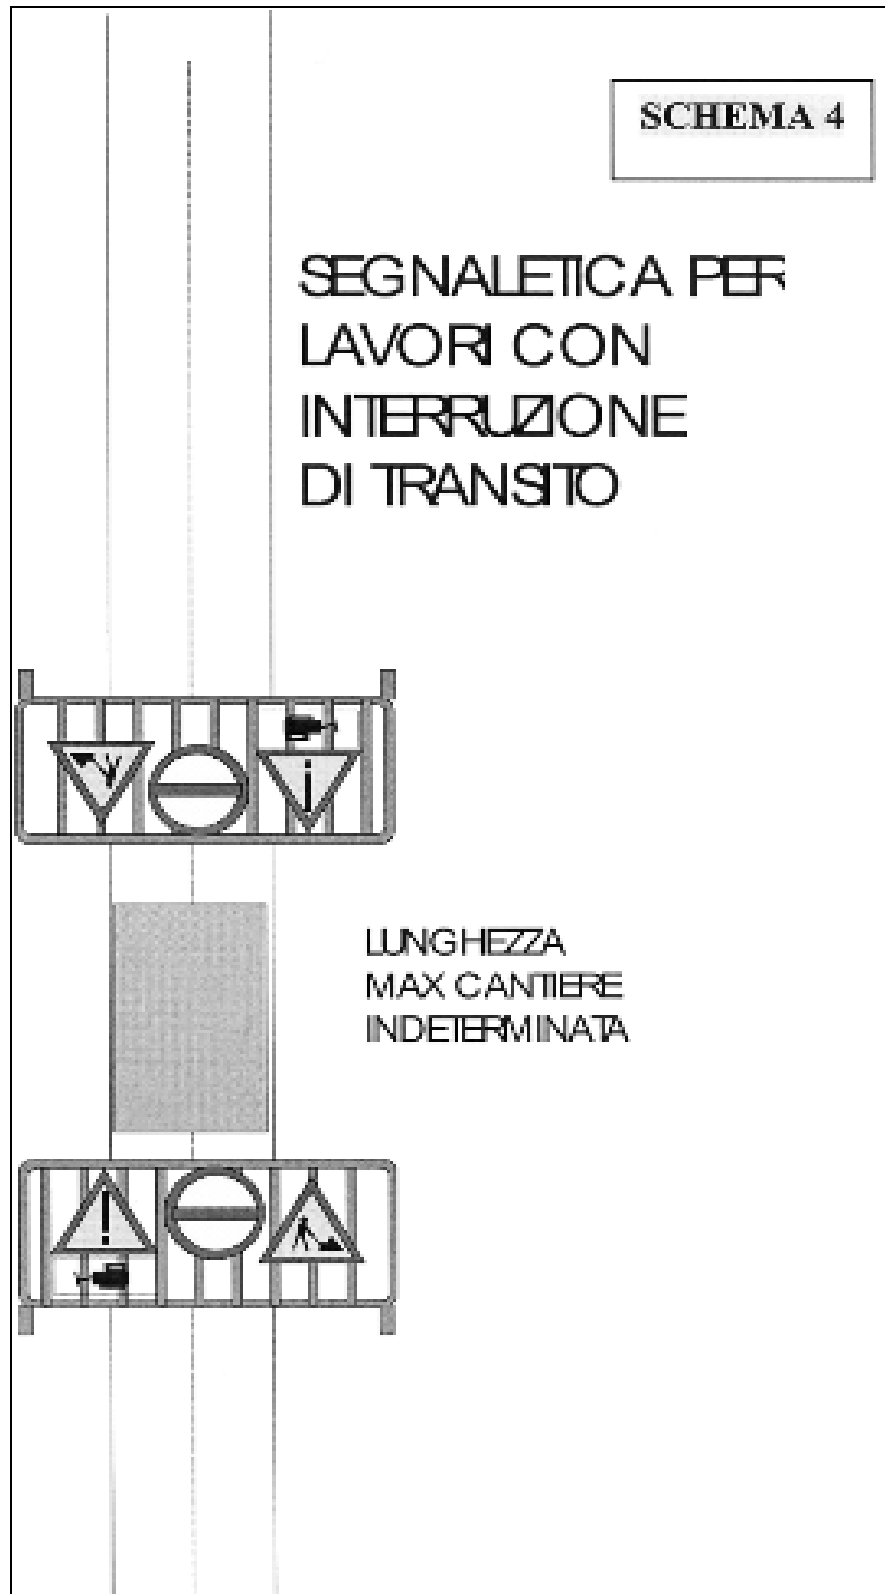 SCHEMA 4
SEGNALETICA PER
LAVORI CON
INTERRUZIONE
DI TRANSITO
LUNGHEZZA
MAX CANTIERE
INDETERMINATA